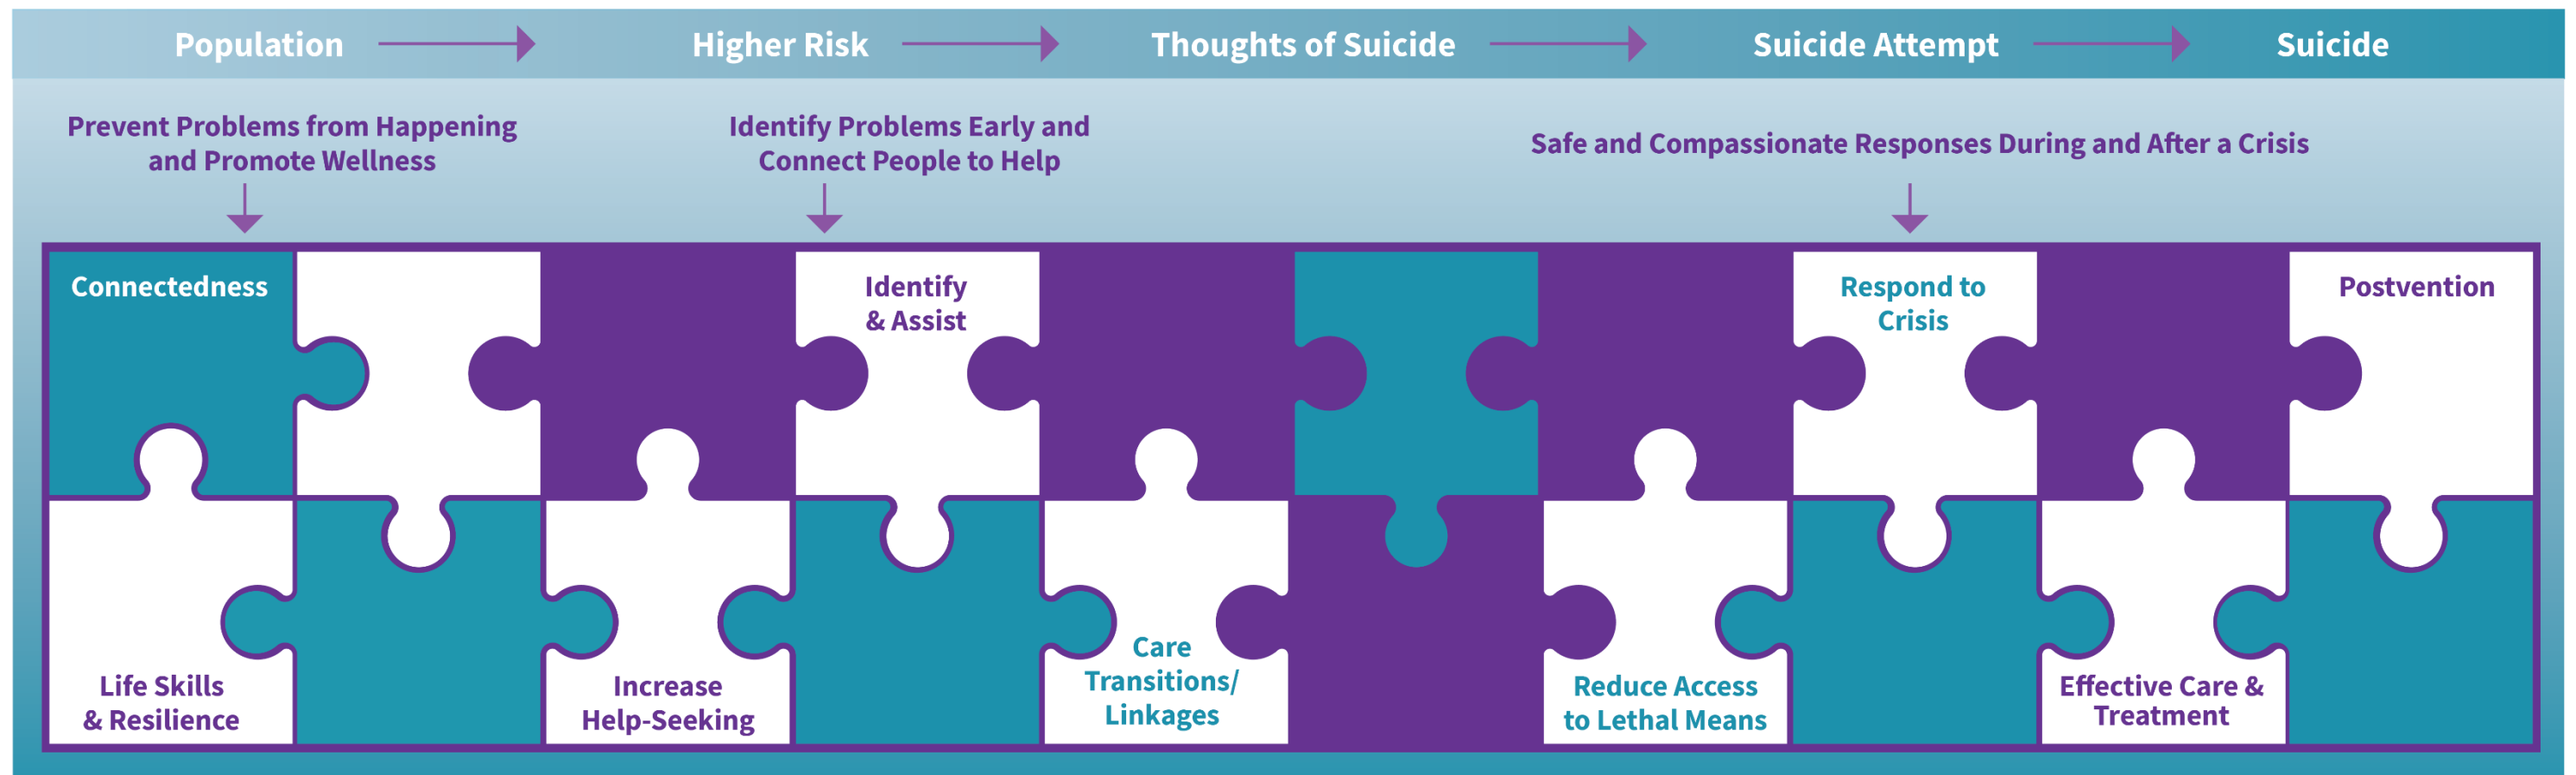 Population
Higher Risk
Thoughts of Suicide
Suicide Attempt
Suicide
Prevent Problems from Happening
and Promote Wellness
Identify Problems Early and
Connect People to Help
Safe and Compassionate Responses During and After a Crisis
Connectedness
Identify
& Assist
Respond to
Crisis
Postvention
Life Skills
& Resilience
Increase
Help-Seeking
Care
Transitions/
Linkages
Reduce Access
to Lethal Means
Effective Care &
Treatment